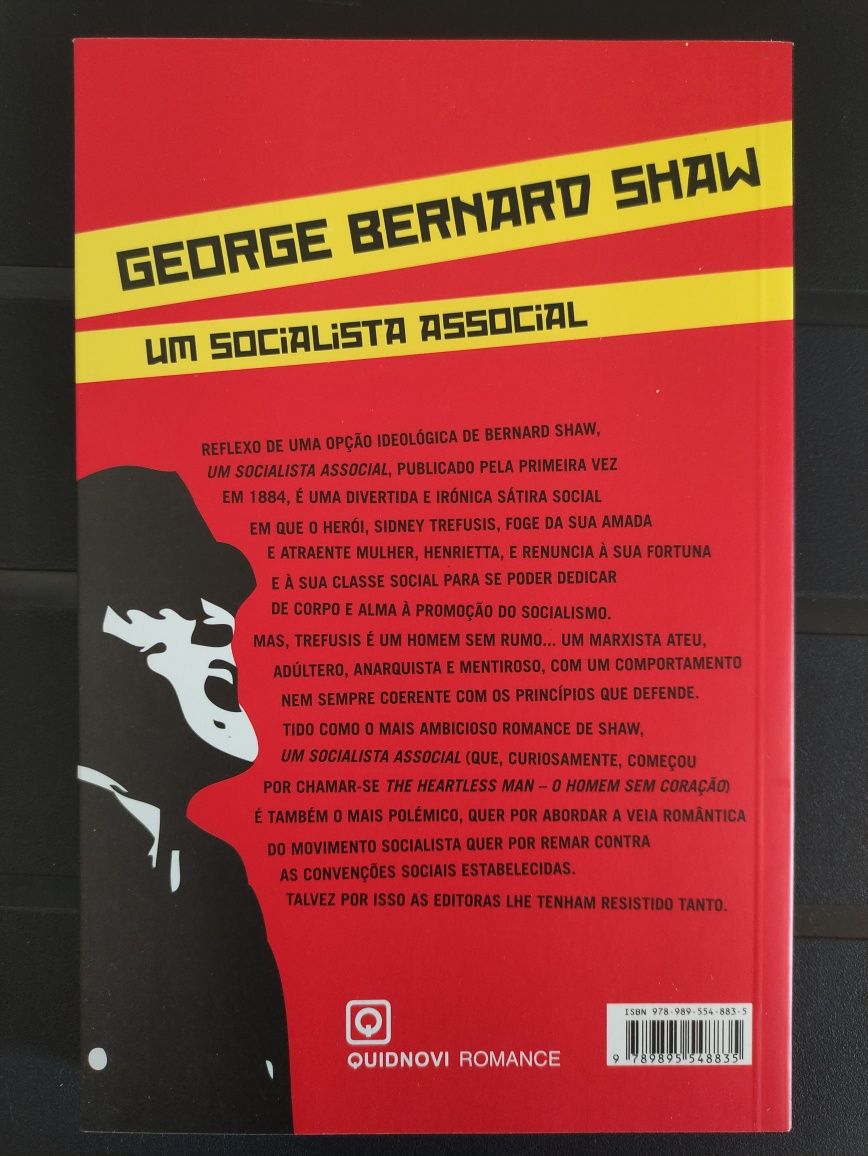 GEORGE BERNARD SHAW
UM SOCIALISTA ASSOCIAL
REFLEXO DE UMA OPÇÃO IDEOLÓGICA DE BERNARD SHAW,
UM SOCIALISTA ASSOCIAL, PUBLICADO PELA PRIMEIRA VEZ
EM 1884, É UMA DIVERTIDA E IRÓNICA SÁTIRA SOCIAL
EM QUE O HERÓI, SIDNEY TREFUSIS, FOGE DA SUA AMADA
E ATRAENTE MULHER, HENRIETTA, E RENUNCIA À SUA FORTUNA
E À SUA CLASSE SOCIAL PARA SE PODER DEDICAR
DE CORPO E ALMA À PROMOÇÃO DO SOCIALISMO.
MAS, TREFUSIS É UM HOMEM SEM RUMO... UM MARXISTA ATEU,
ADÚLTERO, ANARQUISTA E MENTIROSO, COM UM COMPORTAMENTO
NEM SEMPRE COERENTE COM OS PRINCÍPIOS QUE DEFENDE.
TIDO COMO O MAIS AMBICIOSO ROMANCE DE SHAW,
UM SOCIALISTA ASSOCIAL (QUE, CURIOSAMENTE, COMEÇOU
POR CHAMAR-SE THE HEARTLESS MAN – O HOMEM SEM CORAÇÃO)
É TAMBÉM O MAIS POLÉMICO, QUER POR ABORDAR A VEIA ROMÂNTICA
DO MOVIMENTO SOCIALISTA QUER POR REMAR CONTRA
AS CONVENÇÕES SOCIAIS ESTABELECIDAS.
TALVEZ POR ISSO AS EDITORAS LHE TENHAM RESISTIDO TANTO.
QUIDNOVI ROMANCE
ISBN 978-989-554-883-5
9 789895 548835